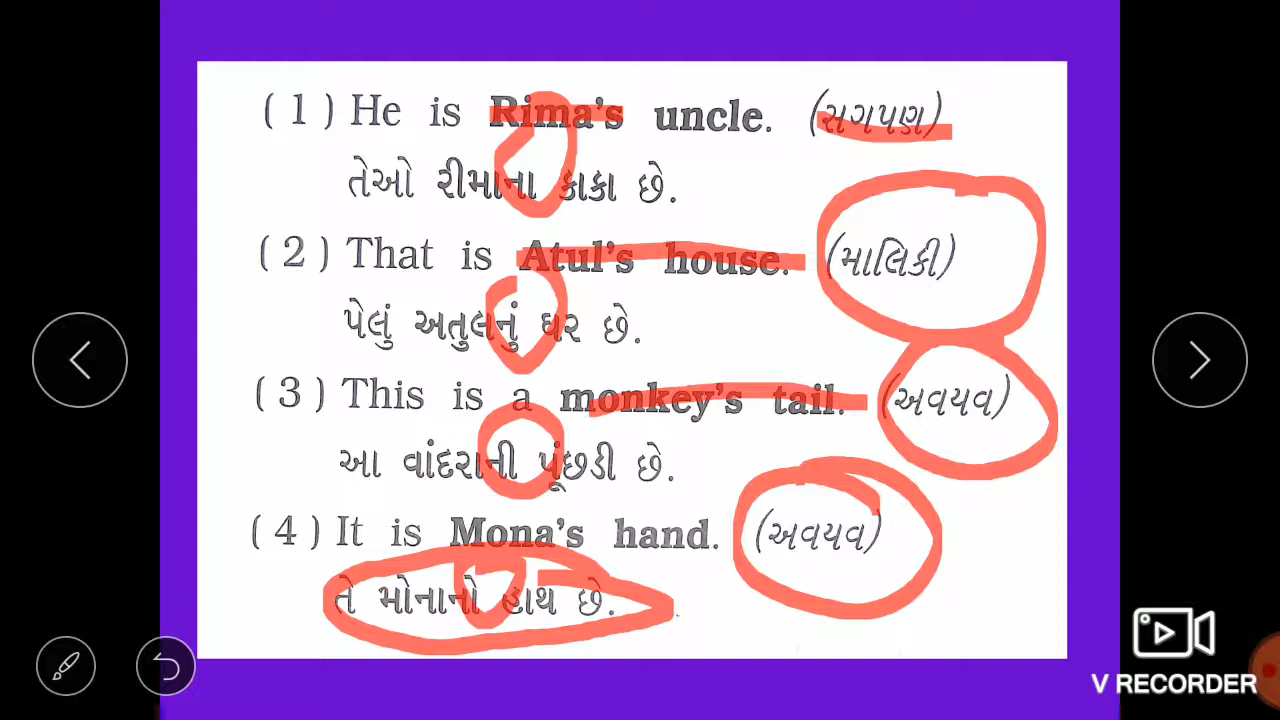 ( 1 ) He is Rima's uncle. (સગપણ)
તેઓ રીમાના કાકા છે.
( 2 ) That is Atul's house. (માલિકી)
પેલું અતુલનું ઘર છે.
( 3 ) This is a monkey's tail. (અવયવ)
આ વાંદરાની પૂંછડી છે.
( 4 ) It is Mona's hand. (અવયવ)
તે મોનાનો હાથ છે.
V RECORDER